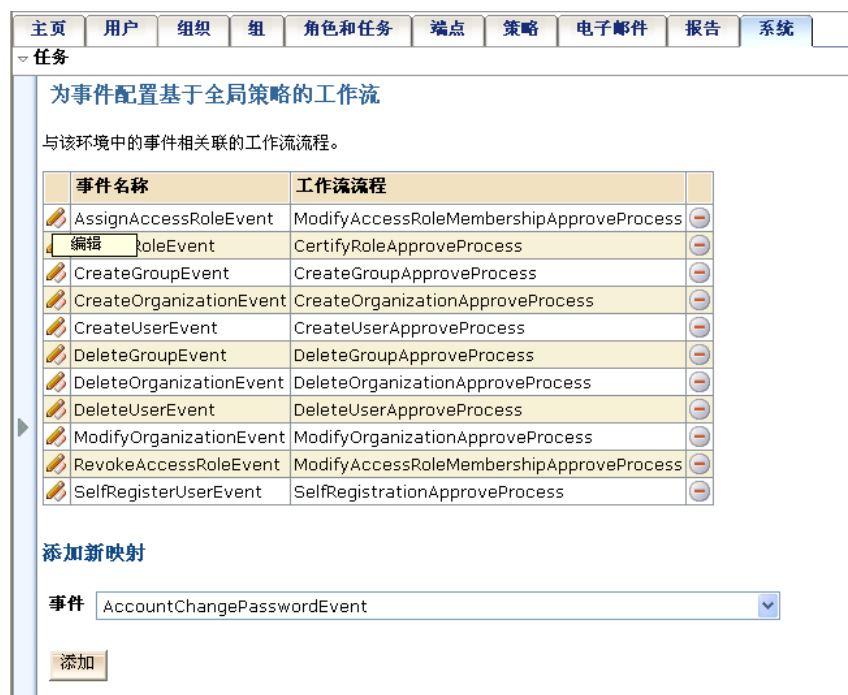 主页 用户 组织 组 角色和任务 端点 策略 电子邮件 报告 系统
任务
为事件配置基于全局策略的工作流
与该环境中的事件相关联的工作流流程。
事件名称 工作流流程
AssignAccessRoleEvent ModifyAccessRoleMembershipApproveProcess
编辑 RoleEvent CertifyRoleApproveProcess
CreateGroupEvent CreateGroupApproveProcess
CreateOrganizationEvent CreateOrganizationApproveProcess
CreateUserEvent CreateUserApproveProcess
DeleteGroupEvent DeleteGroupApproveProcess
DeleteOrganizationEvent DeleteOrganizationApproveProcess
DeleteUserEvent DeleteUserApproveProcess
ModifyOrganizationEvent ModifyOrganizationApproveProcess
RevokeAccessRoleEvent ModifyAccessRoleMembershipApproveProcess
SelfRegisterUserEvent SelfRegistrationApproveProcess
添加新映射
事件 AccountChangePasswordEvent
添加